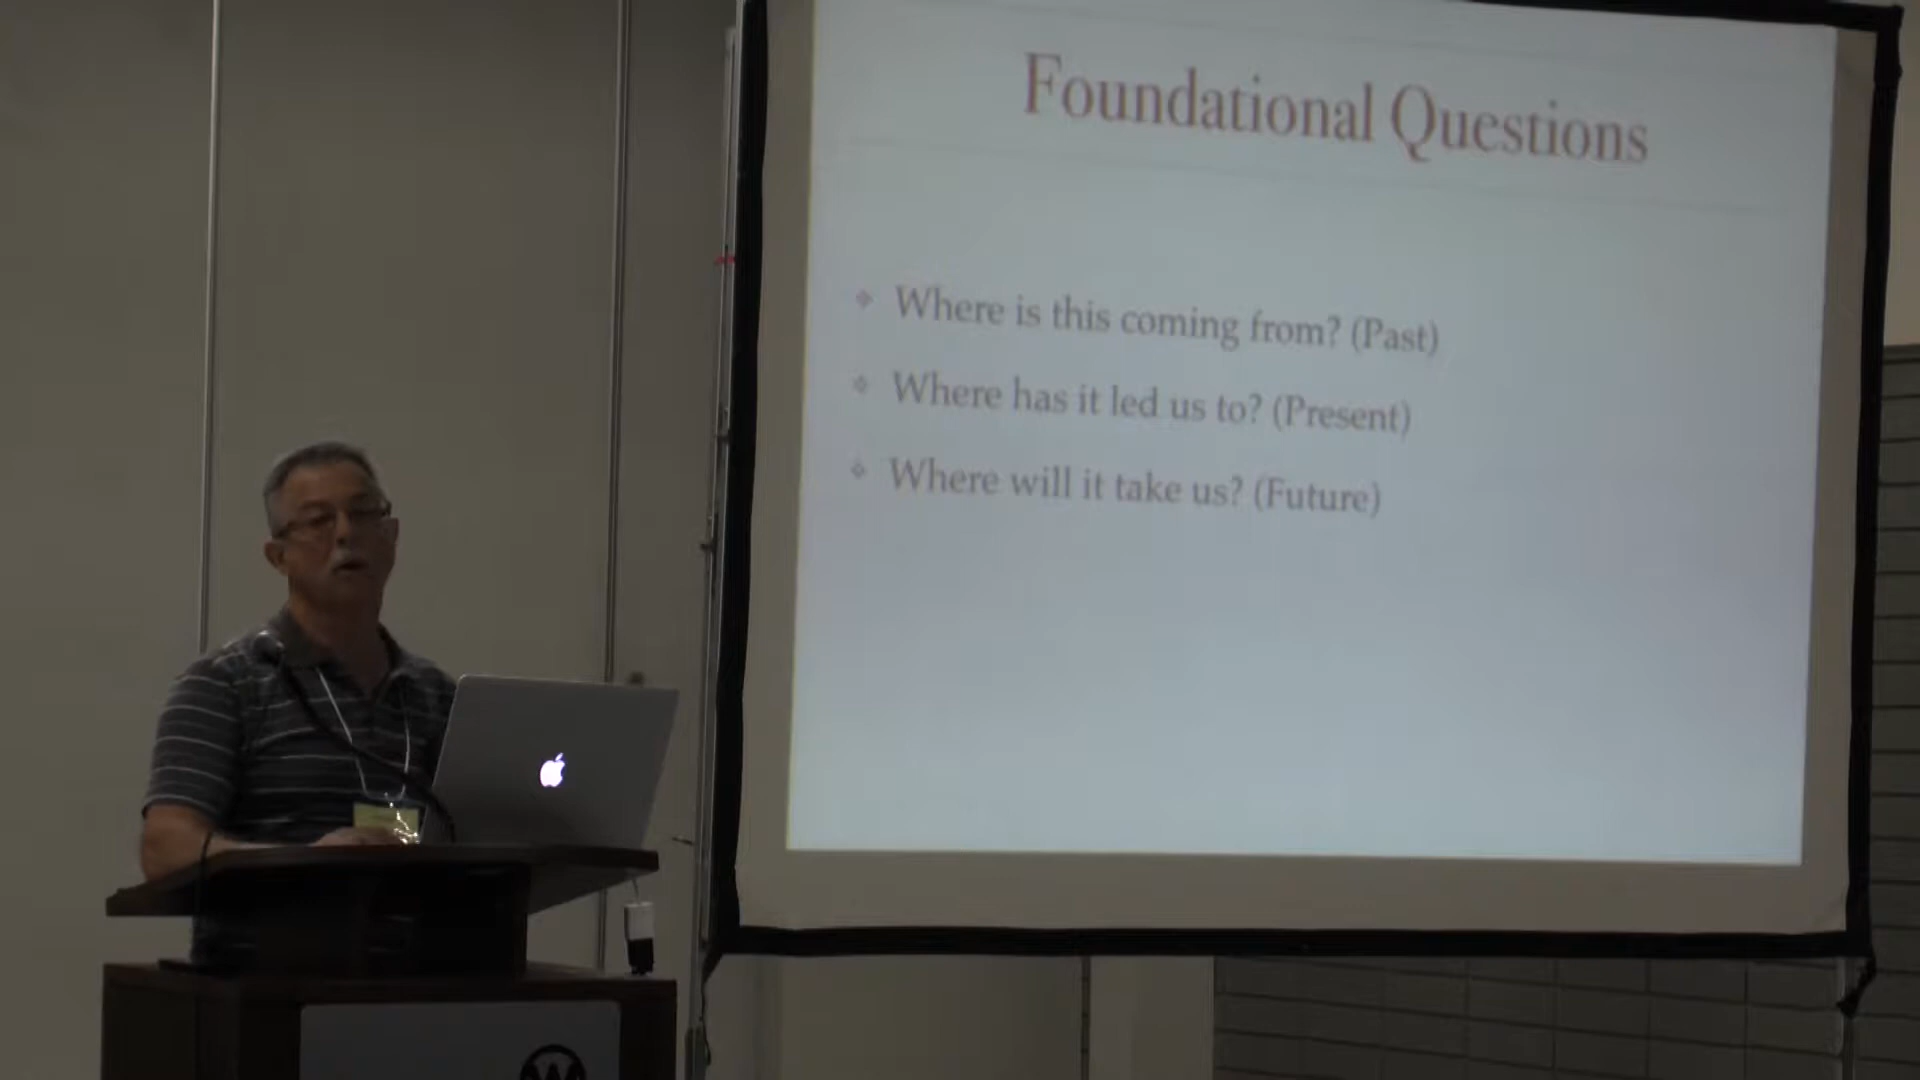 Foundational Questions
Where is this coming from? (Past)
Where has it led us to? (Present)
Where will it take us? (Future)
W